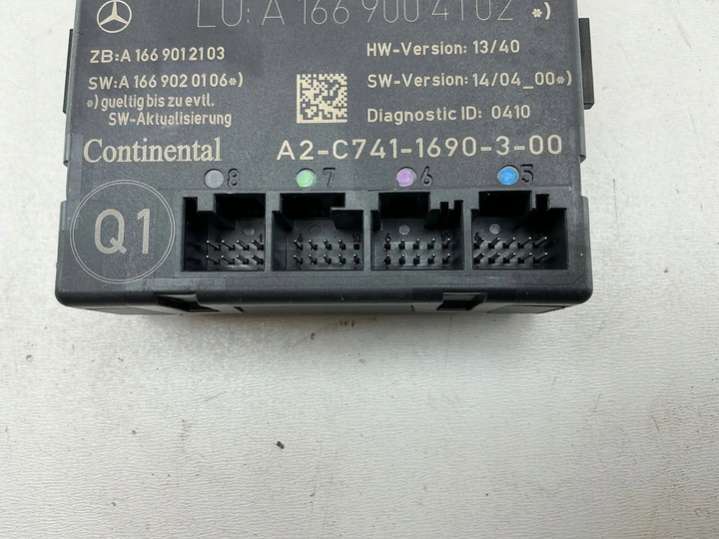 LU: A 166 900 41 02 *)
ZB: A 166 901 21 03
HW-Version: 13/40
SW: A 166 902 01 06 *)
SW-Version: 14/04_00*)
*) gueltig bis zu evtl.
SW-Aktualisierung
Diagnostic ID: 0410
Continental
A2-C741-1690-3-00
8 7 6 5
Q1